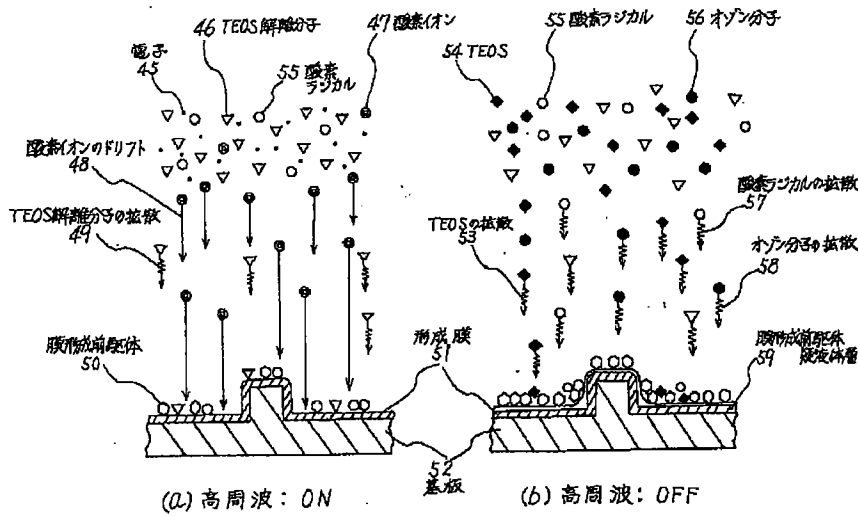 46 TEOS解離分子
47 酸素イオン
電子
45
55 酸素
ラジカル
酸素イオンのドリフト
48
TEOS解離分子の拡散
49
膜形成前駆体
50
形成膜
51
52
基板
(a) 高周波: ON
54 TEOS
55 酸素ラジカル
56 オゾン分子
酸素ラジカルの拡散
57
TEOSの拡散
53
オゾン分子の拡散
58
膜形成前駆体
59
(b) 高周波: OFF